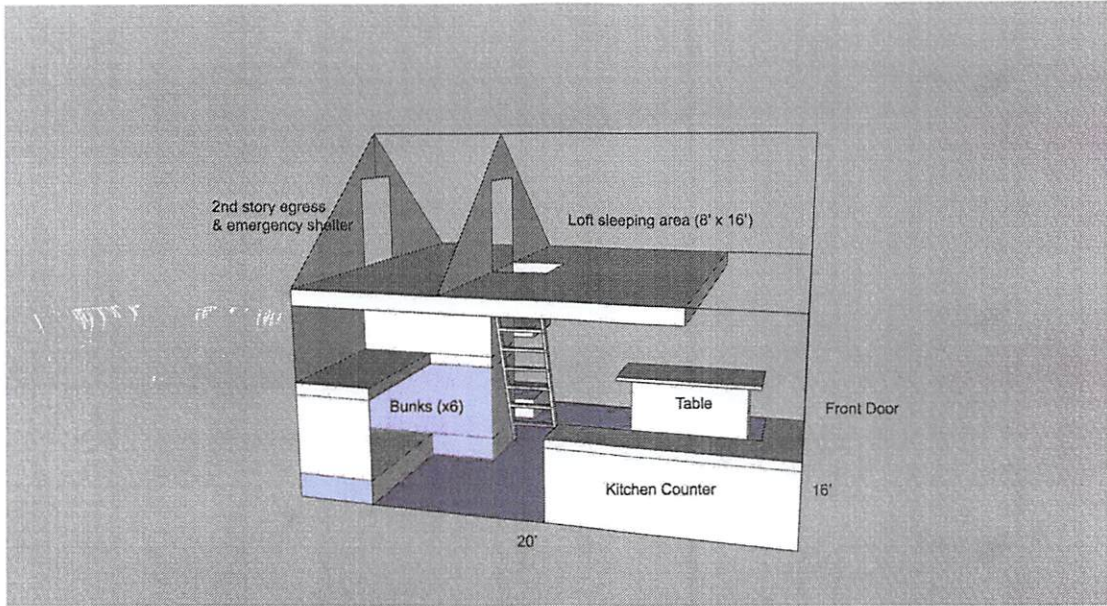 2nd story egress
& emergency shelter
Loft sleeping area (8' x 16')
Bunks (x6)
Table
Front Door
Kitchen Counter
16'
20'